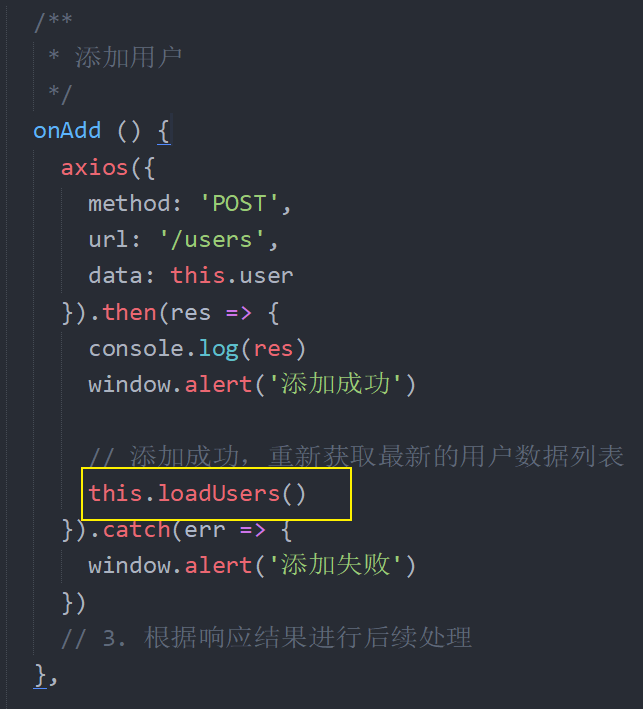 /**
 * 添加用户
 */
onAdd () {
  axios({
    method: 'POST',
    url: '/users',
    data: this.user
  }).then(res => {
    console.log(res)
    window.alert('添加成功')

    // 添加成功，重新获取最新的用户数据列表
    this.loadUsers()
  }).catch(err => {
    window.alert('添加失败')
  })
  // 3. 根据响应结果进行后续处理
},